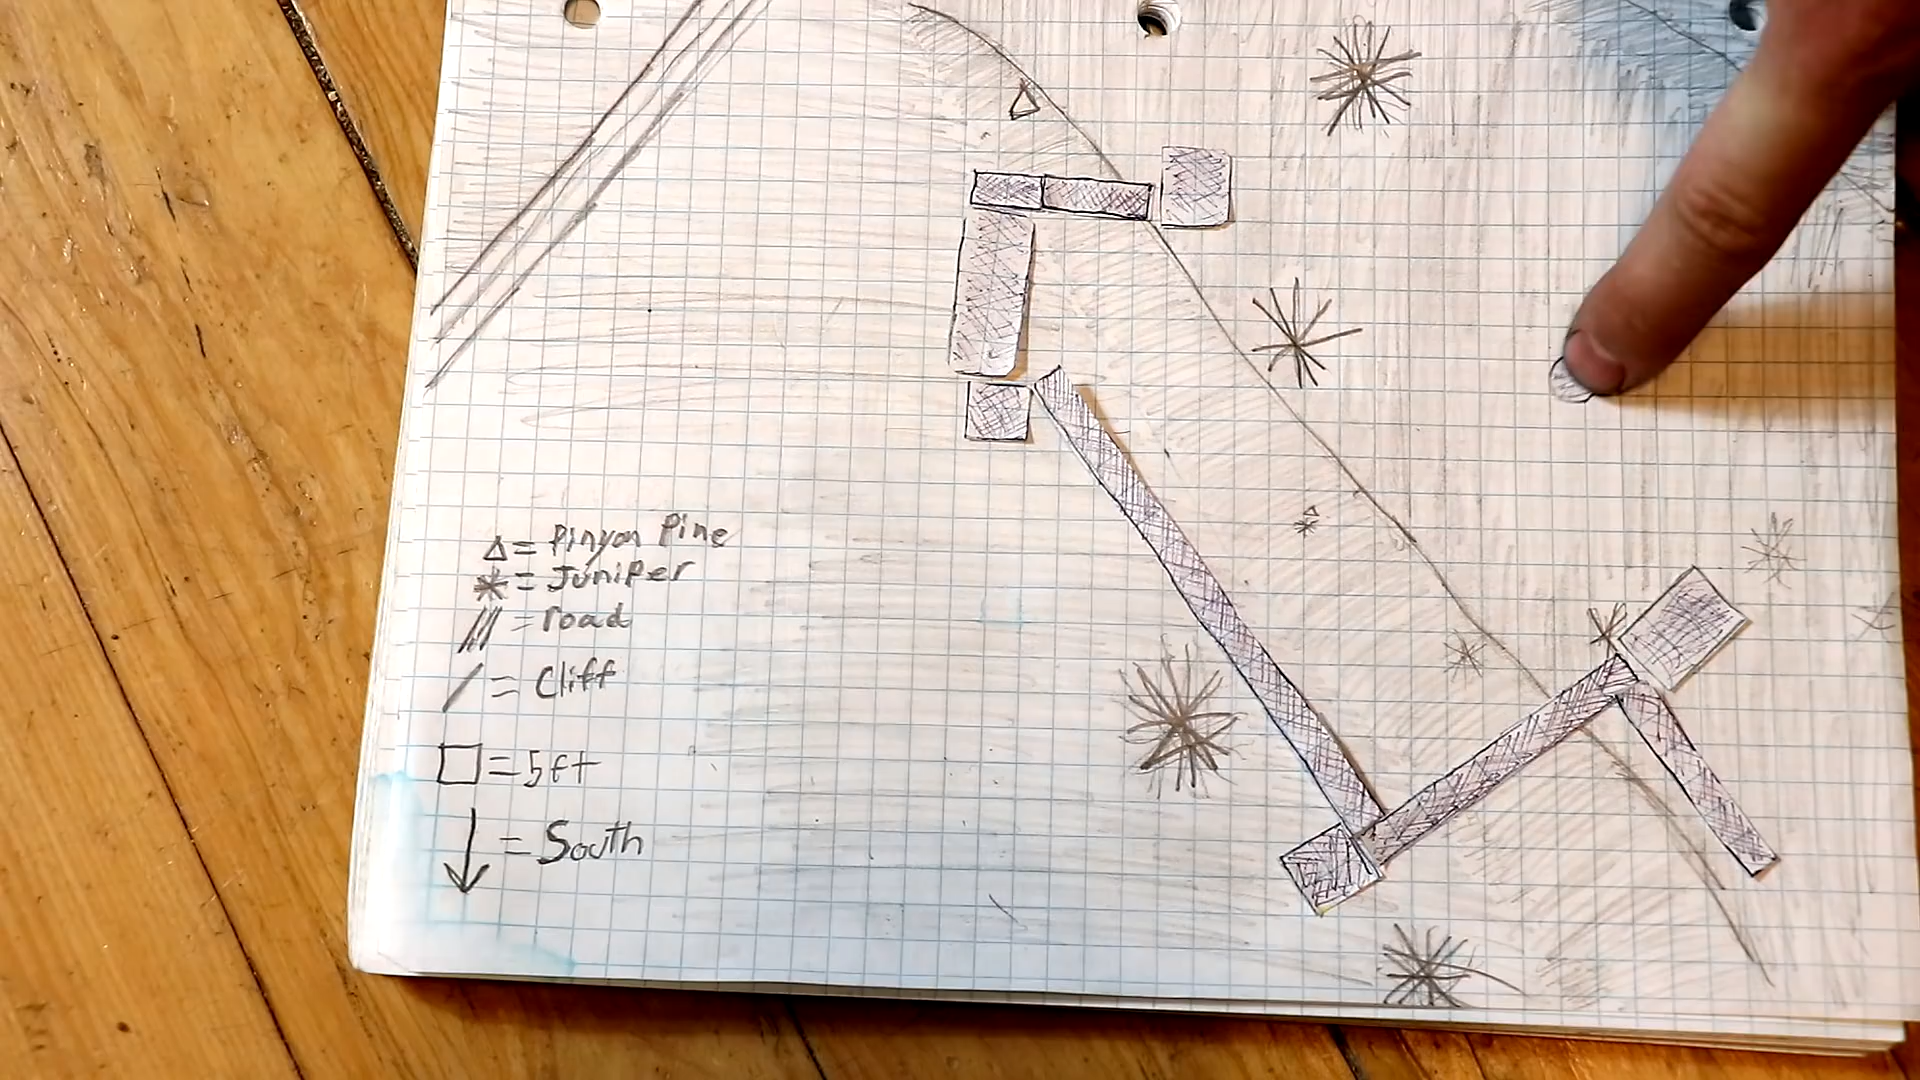 Δ = Pinyon Pine
* = Juniper
/// = road
/ = Cliff
□ = 5ft
↓ = South